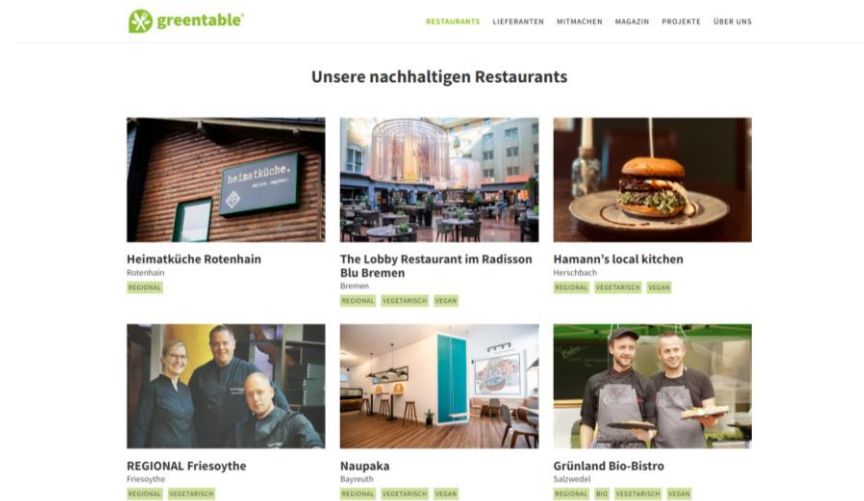 greentable®
RESTAURANTS LIEFERANTEN MITMACHEN MAGAZIN PROJEKTE ÜBER UNS
Unsere nachhaltigen Restaurants
heimatküche.
Heimatküche Rotenhain
Rotenhain
REGIONAL
The Lobby Restaurant im Radisson
Blu Bremen
Bremen
REGIONAL VEGETARISCH VEGAN
Hamann's local kitchen
Herschbach
REGIONAL VEGETARISCH VEGAN
REGIONAL Friesoythe
Friesoythe
REGIONAL VEGETARISCH
Naupaka
Bayreuth
REGIONAL VEGETARISCH VEGAN
Grünland Bio-Bistro
Salzwedel
REGIONAL BIO VEGETARISCH VEGAN